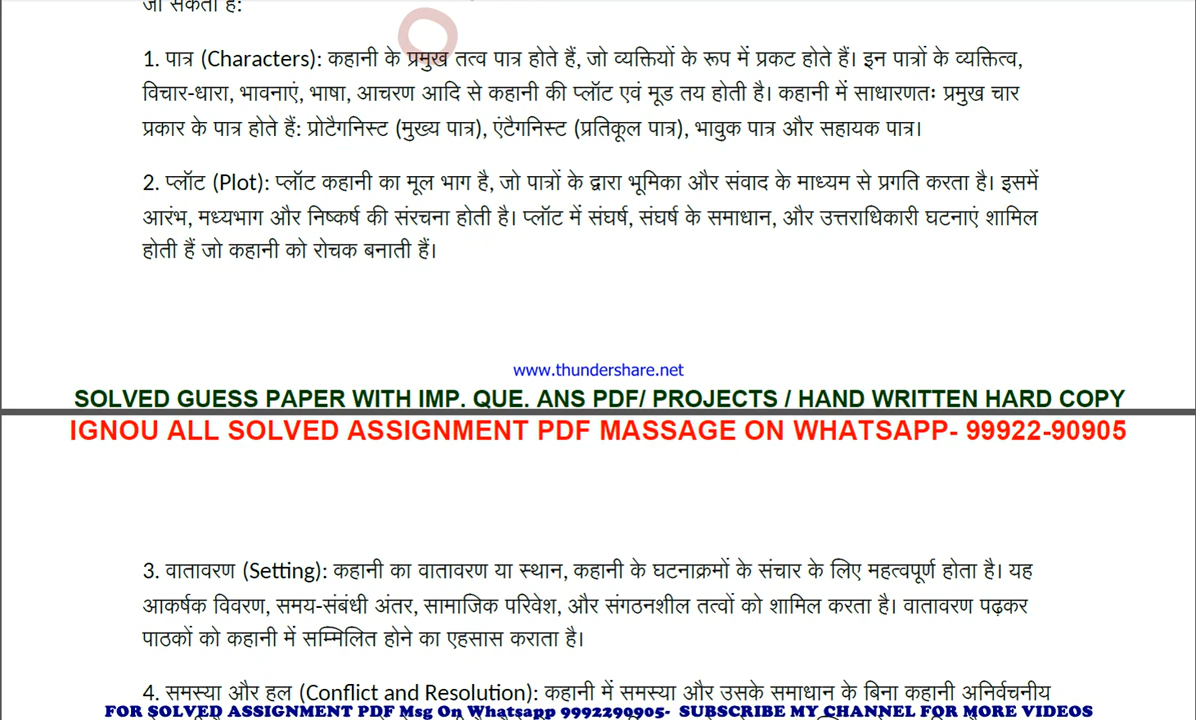 जा सकता है:
1. पात्र (Characters): कहानी के प्रमुख तत्व पात्र होते हैं, जो व्यक्तियों के रूप में प्रकट होते हैं। इन पात्रों के व्यक्तित्व,
विचार-धारा, भावनाएं, भाषा, आचरण आदि से कहानी की प्लॉट एवं मूड तय होती है। कहानी में साधारणतः प्रमुख चार
प्रकार के पात्र होते हैं: प्रोटैगनिस्ट (मुख्य पात्र), एंटैगनिस्ट (प्रतिकूल पात्र), भावुक पात्र और सहायक पात्र।
2. प्लॉट (Plot): प्लॉट कहानी का मूल भाग है, जो पात्रों के द्वारा भूमिका और संवाद के माध्यम से प्रगति करता है। इसमें
आरंभ, मध्यभाग और निष्कर्ष की संरचना होती है। प्लॉट में संघर्ष, संघर्ष के समाधान, और उत्तराधिकारी घटनाएं शामिल
होती हैं जो कहानी को रोचक बनाती हैं।
www.thundershare.net
SOLVED GUESS PAPER WITH IMP. QUE. ANS PDF/ PROJECTS / HAND WRITTEN HARD COPY
IGNOU ALL SOLVED ASSIGNMENT PDF MASSAGE ON WHATSAPP- 99922-90905
3. वातावरण (Setting): कहानी का वातावरण या स्थान, कहानी के घटनाक्रमों के संचार के लिए महत्वपूर्ण होता है। यह
आकर्षक विवरण, समय-संबंधी अंतर, सामाजिक परिवेश, और संगठनशील तत्वों को शामिल करता है। वातावरण पढ़कर
पाठकों को कहानी में सम्मिलित होने का एहसास कराता है।
4. समस्या और हल (Conflict and Resolution): कहानी में समस्या और उसके समाधान के बिना कहानी अनिर्वचनीय
FOR SOLVED ASSIGNMENT PDF Msg On Whatsapp 9992290905- SUBSCRIBE MY CHANNEL FOR MORE VIDEOS